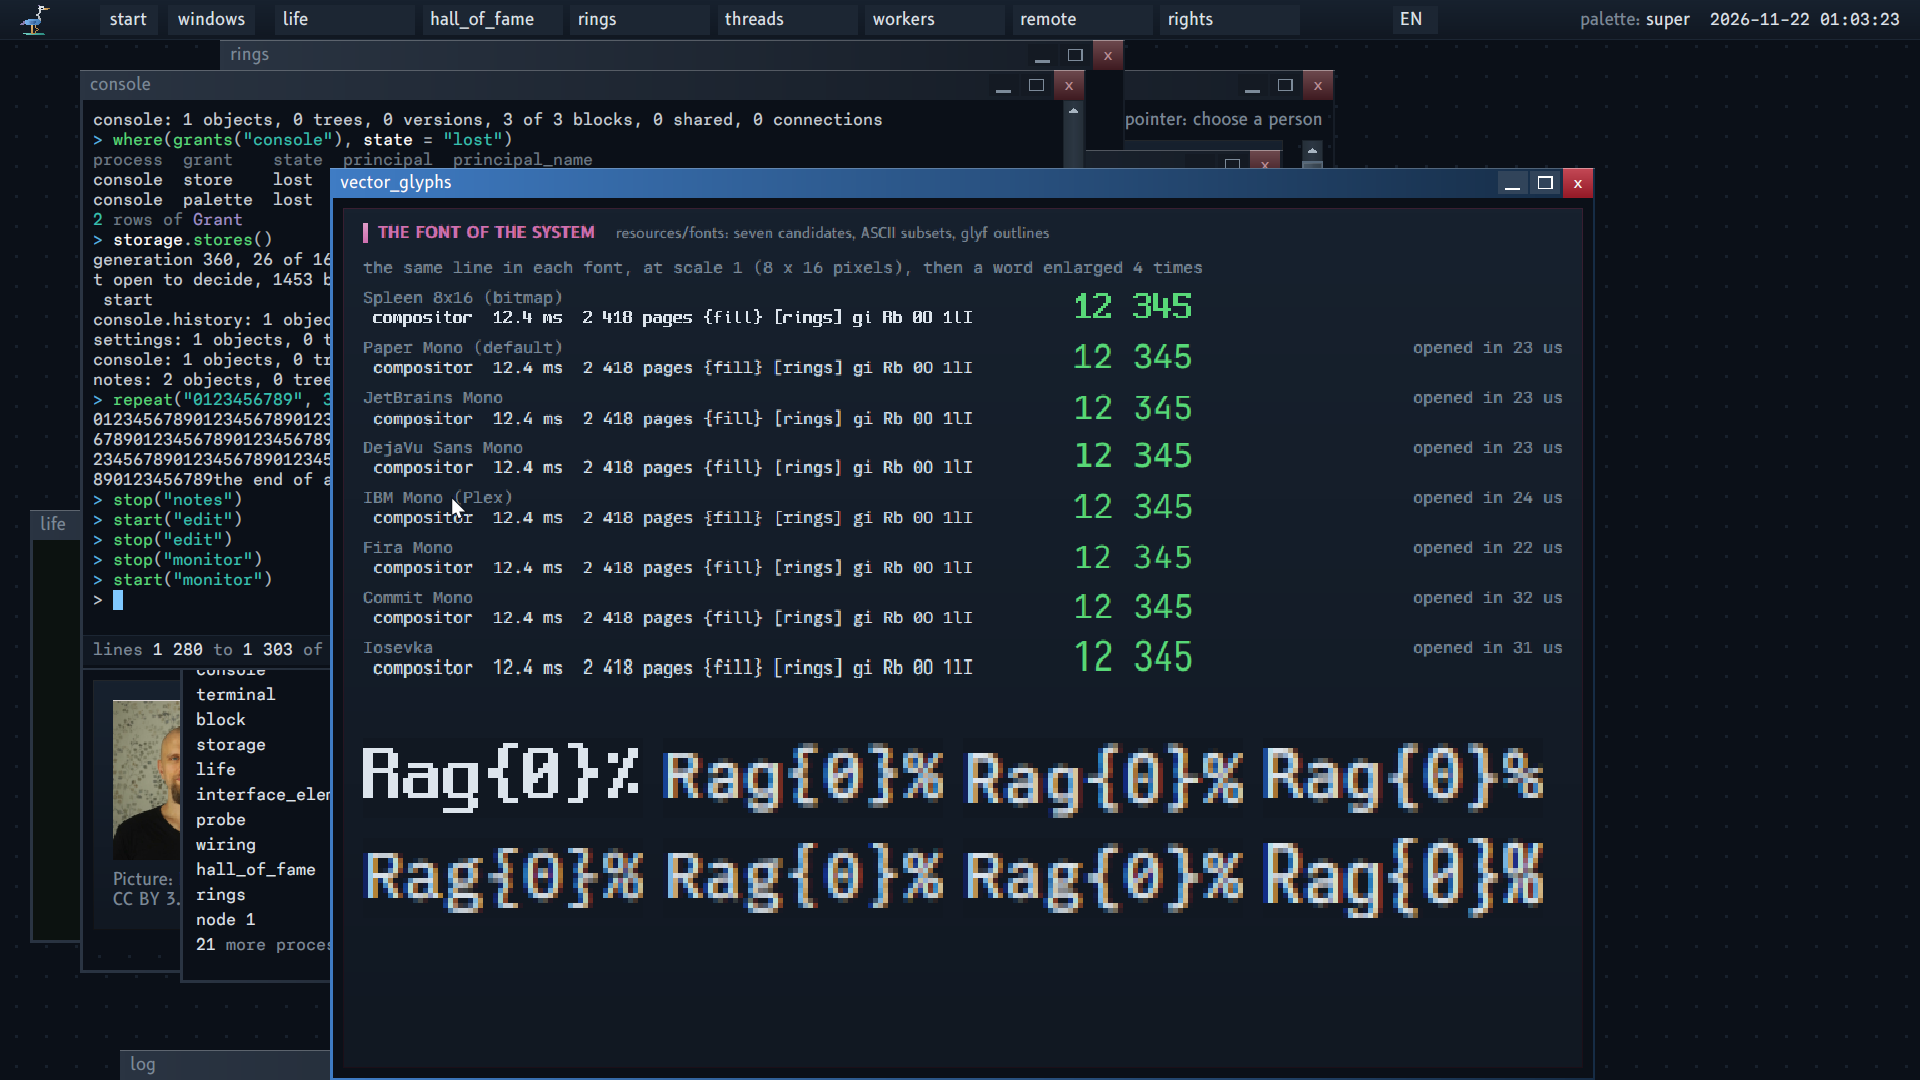 start windows life hall_of_fame rings threads workers remote rights EN palette: super 2026-11-22 01:03:23
rings
console
console: 1 objects, 0 trees, 0 versions, 3 of 3 blocks, 0 shared, 0 connections
> where(grants("console"), state = "lost")
process grant state principal principal_name
console store lost
console palette lost
2 rows of Grant
> storage.stores()
generation 360, 26 of 16
t open to decide, 1453 b
start
console.history: 1 objec
settings: 1 objects, 0 t
console: 1 objects, 0 tr
notes: 2 objects, 0 tree
> repeat("0123456789", 3
012345678901234567890123
678901234567890123456789
234567890123456789012345
890123456789the end of a
> stop("notes")
> start("edit")
> stop("edit")
> stop("monitor")
> start("monitor")
>
lines 1 280 to 1 303 of
pointer: choose a person
life
console
terminal
block
storage
life
interface_elem
probe
wiring
hall_of_fame
rings
node 1
21 more proces
Picture:
CC BY 3.
log
vector_glyphs
THE FONT OF THE SYSTEM resources/fonts: seven candidates, ASCII subsets, glyf outlines
the same line in each font, at scale 1 (8 x 16 pixels), then a word enlarged 4 times
Spleen 8x16 (bitmap)
compositor 12.4 ms 2 418 pages {fill} [rings] gi Rb 0O 1lI 12 345
Paper Mono (default) opened in 23 us
compositor 12.4 ms 2 418 pages {fill} [rings] gi Rb 0O 1lI 12 345
JetBrains Mono opened in 23 us
compositor 12.4 ms 2 418 pages {fill} [rings] gi Rb 0O 1lI 12 345
DejaVu Sans Mono opened in 23 us
compositor 12.4 ms 2 418 pages {fill} [rings] gi Rb 0O 1lI 12 345
IBM Mono (Plex) opened in 24 us
compositor 12.4 ms 2 418 pages {fill} [rings] gi Rb 0O 1lI 12 345
Fira Mono opened in 22 us
compositor 12.4 ms 2 418 pages {fill} [rings] gi Rb 0O 1lI 12 345
Commit Mono opened in 32 us
compositor 12.4 ms 2 418 pages {fill} [rings] gi Rb 0O 1lI 12 345
Iosevka opened in 31 us
compositor 12.4 ms 2 418 pages {fill} [rings] gi Rb 0O 1lI 12 345
Rag{0}% Rag{0}% Rag{0}% Rag{0}%
Rag{0}% Rag{0}% Rag{0}% Rag{0}%